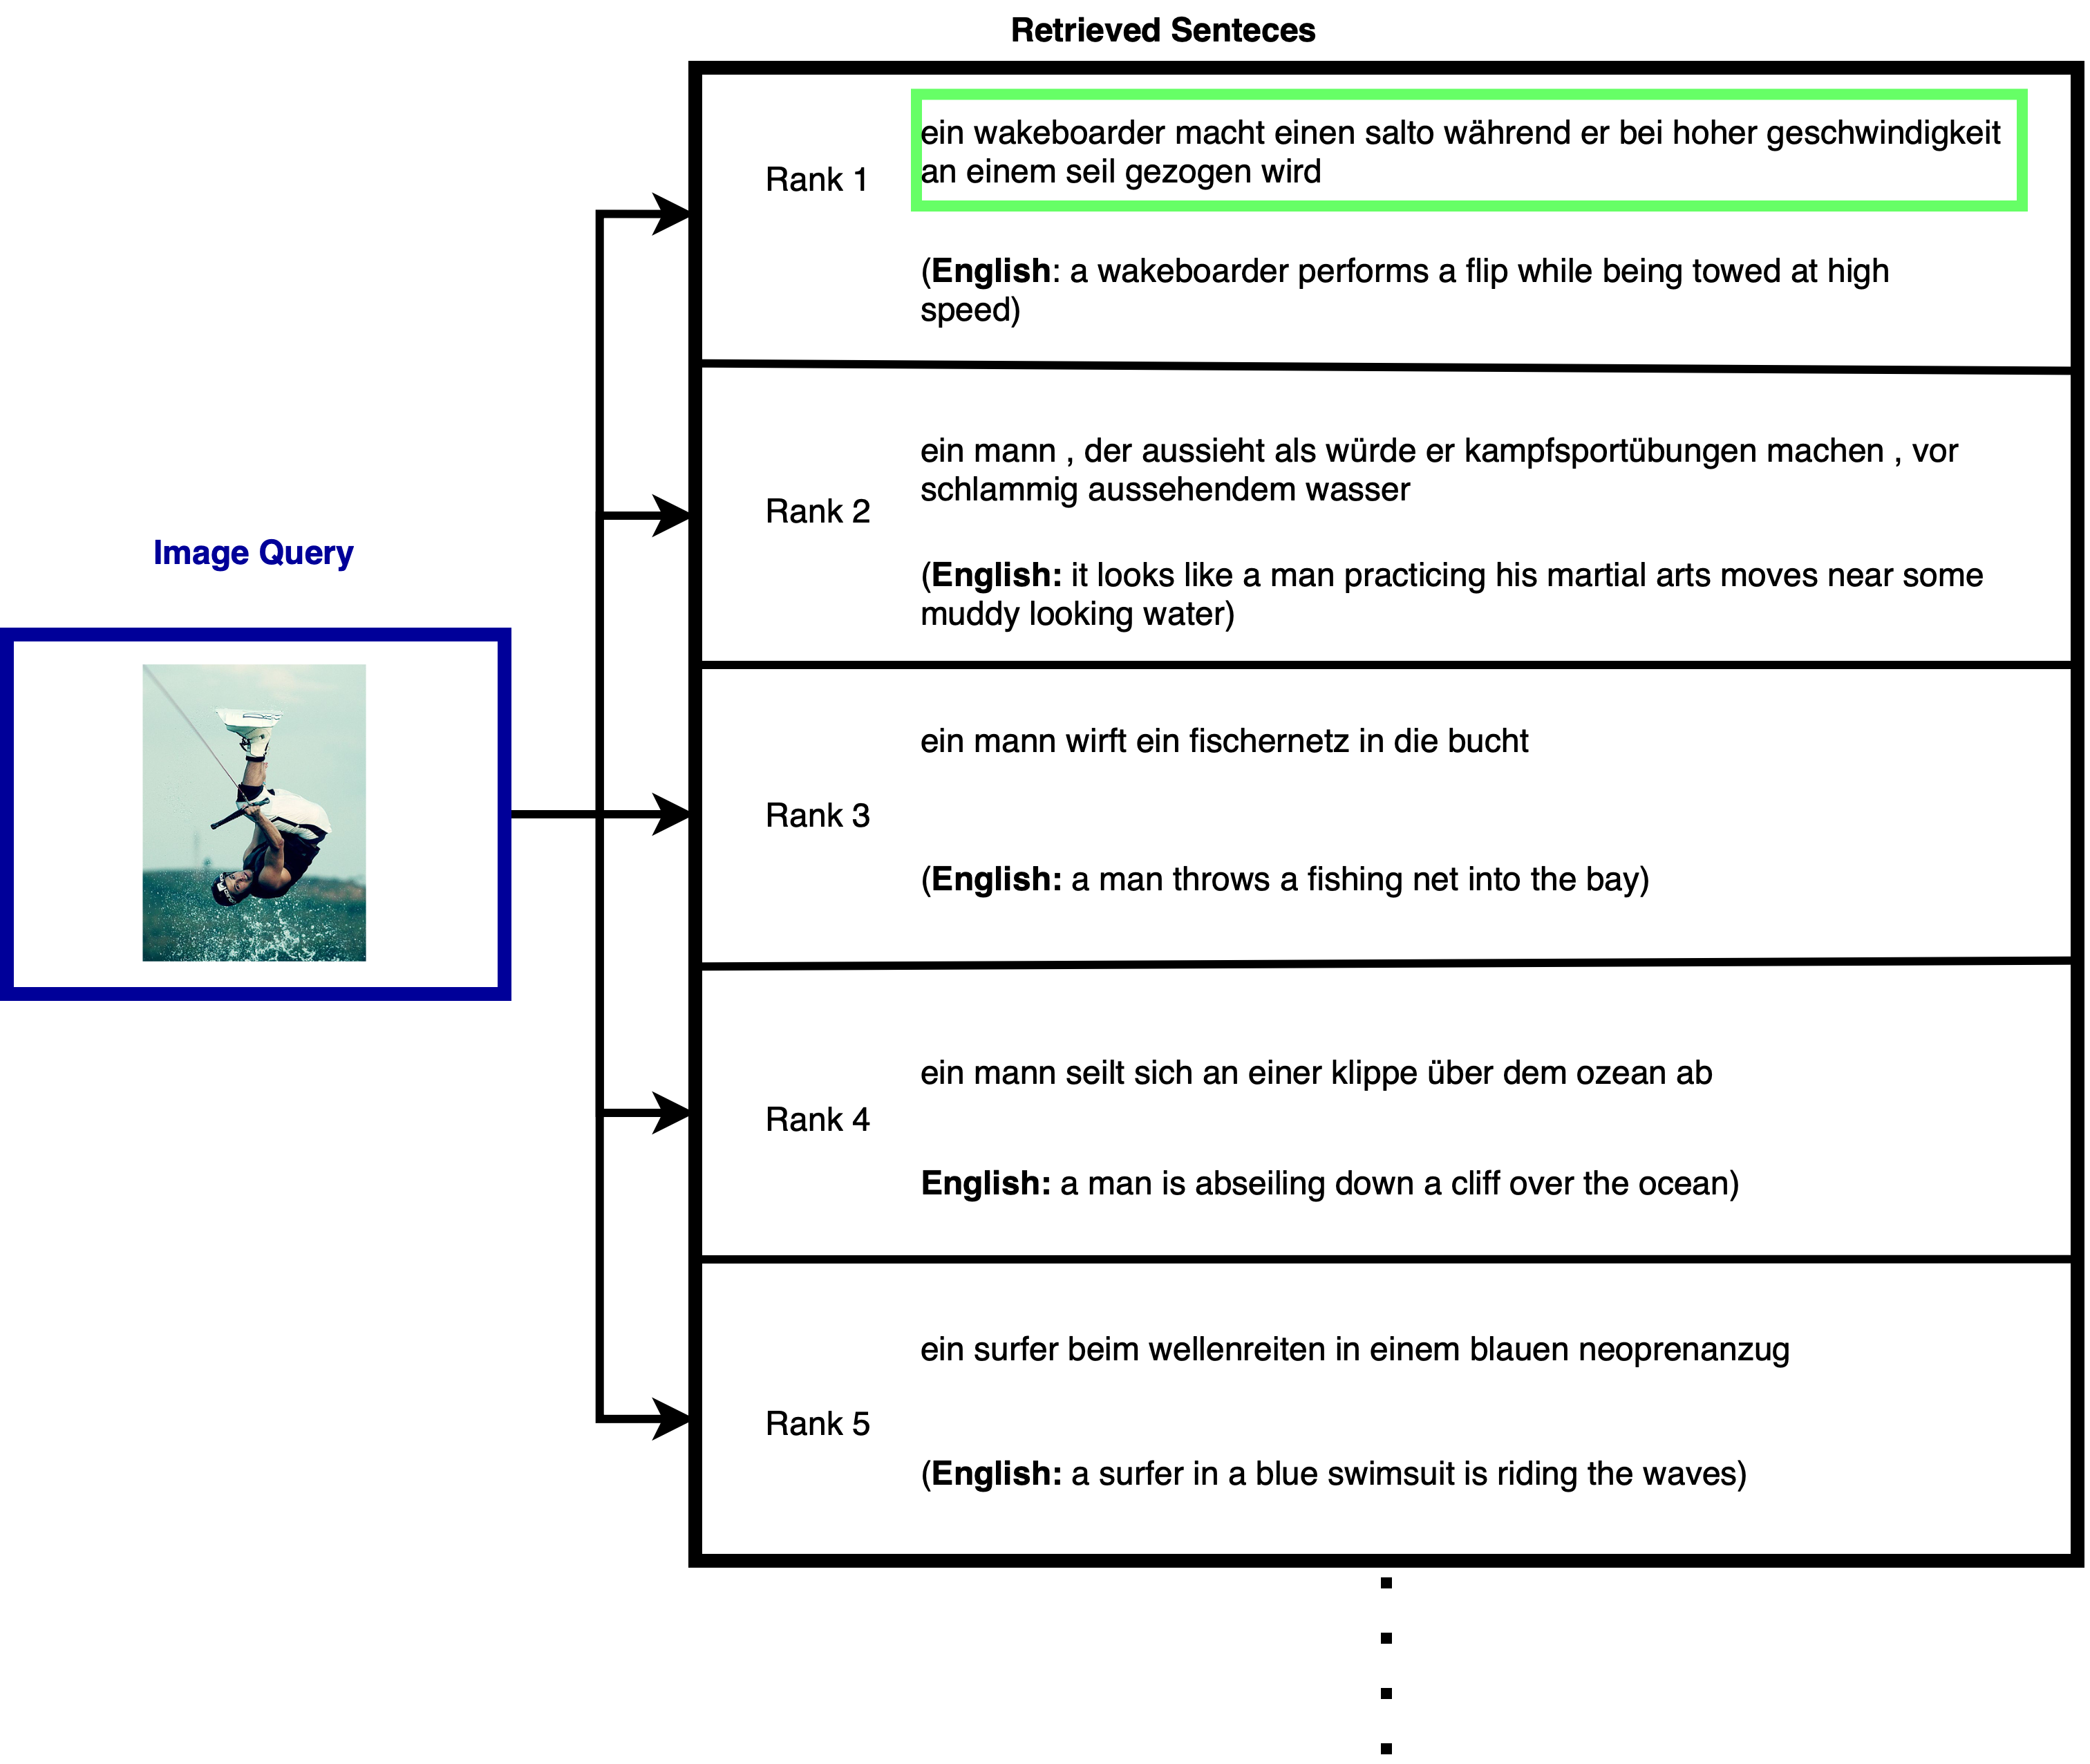 Retrieved Senteces
Rank 1
ein wakeboarder macht einen salto während er bei hoher geschwindigkeit
an einem seil gezogen wird
(English: a wakeboarder performs a flip while being towed at high
speed)
Rank 2
ein mann , der aussieht als würde er kampfsportübungen machen , vor
schlammig aussehendem wasser
(English: it looks like a man practicing his martial arts moves near some
muddy looking water)
Image Query
Rank 3
ein mann wirft ein fischernetz in die bucht
(English: a man throws a fishing net into the bay)
Rank 4
ein mann seilt sich an einer klippe über dem ozean ab
English: a man is abseiling down a cliff over the ocean)
Rank 5
ein surfer beim wellenreiten in einem blauen neoprenanzug
(English: a surfer in a blue swimsuit is riding the waves)